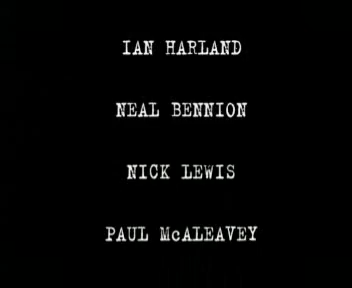 IAN HARLAND
NEAL BENNION
NICK LEWIS
PAUL McALEAVEY